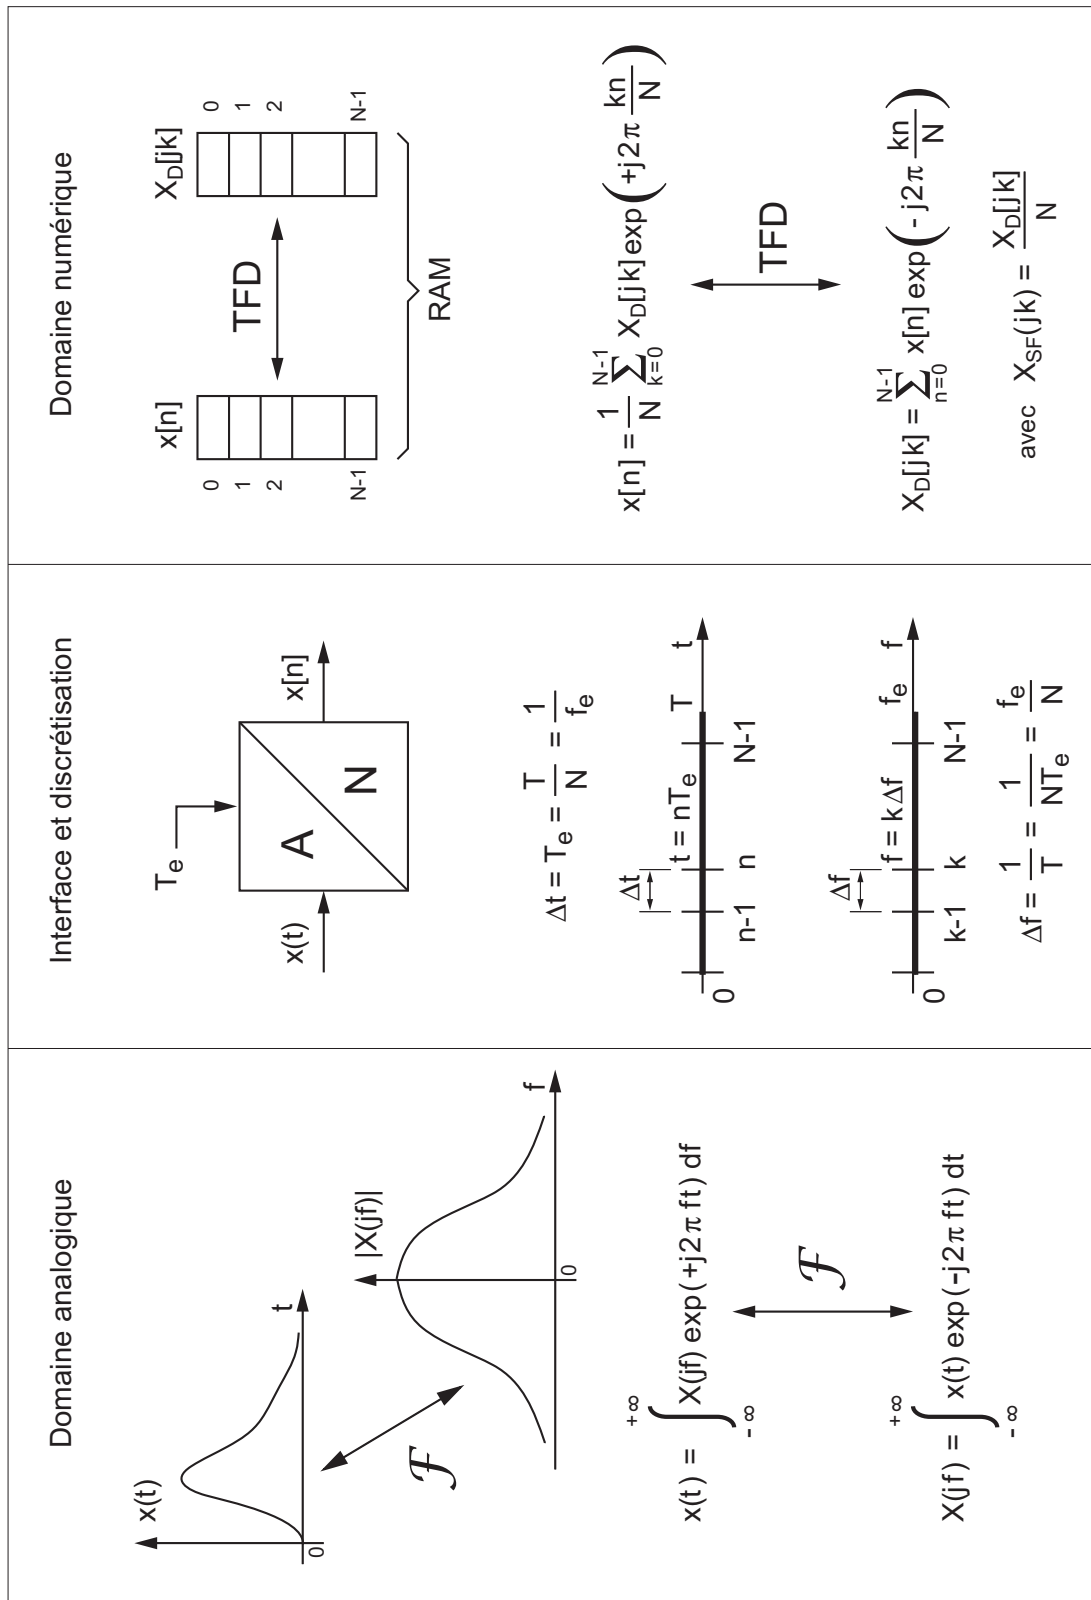 Domaine analogique
x(t)
t
0
ℱ
|X(jf)|
f
0
x(t) = ∫ -∞ +∞ X(jf) exp(+j2π ft) df
ℱ
X(jf) = ∫ -∞ +∞ x(t) exp(-j2π ft) dt
Interface et discrétisation
T_e
x(t)
A
N
x[n]
Δt = T_e = T/N = 1/f_e
Δt
t = nT_e
T
t
0
n-1
n
N-1
Δf
f = kΔf
f_e
f
0
k-1
k
N-1
Δf = 1/T = 1/NT_e = f_e/N
Domaine numérique
x[n]
X_D[jk]
0
1
2
N-1
TFD
0
1
2
N-1
RAM
x[n] = 1/N ∑ k=0 N-1 X_D[jk] exp(+j2π kn/N)
TFD
X_D[jk] = ∑ n=0 N-1 x[n] exp(-j2π kn/N)
avec X_SF(jk) = X_D[jk]/N